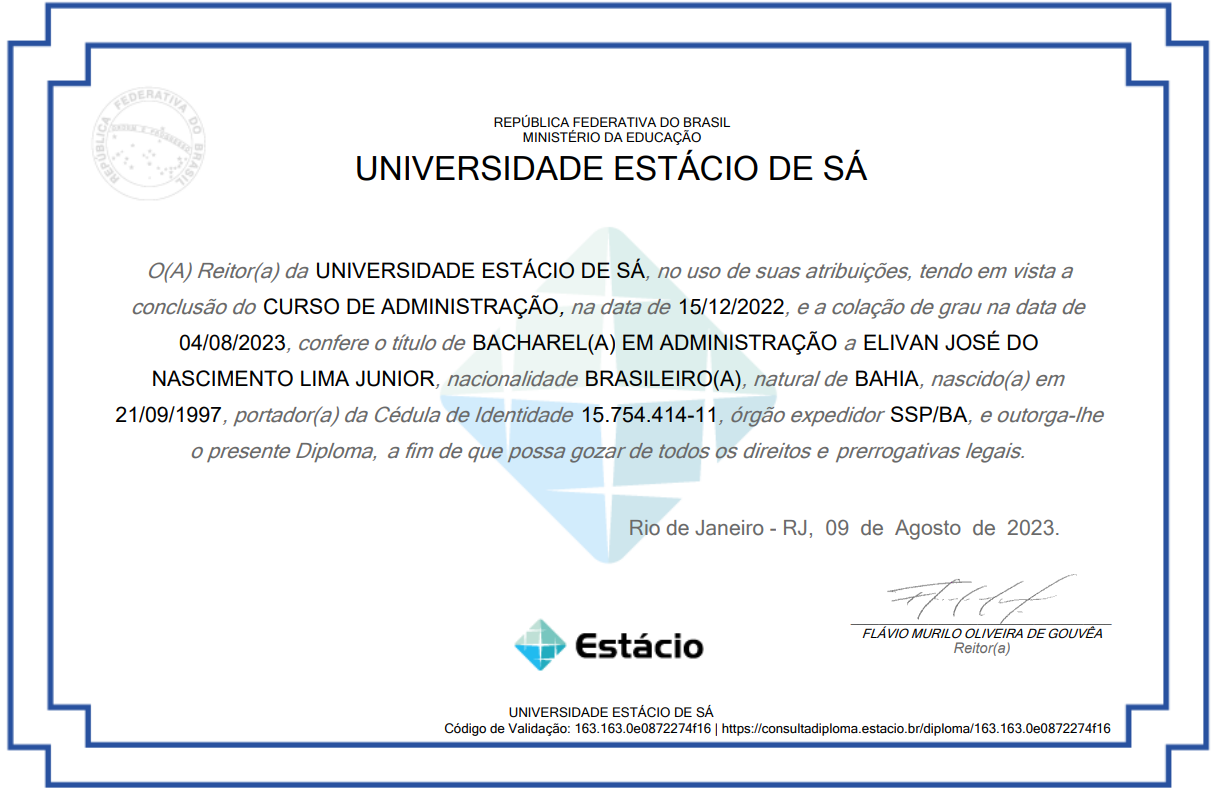 REPÚBLICA FEDERATIVA DO BRASIL
REPÚBLICA FEDERATIVA DO BRASIL
MINISTÉRIO DA EDUCAÇÃO
UNIVERSIDADE ESTÁCIO DE SÁ
O(A) Reitor(a) da UNIVERSIDADE ESTÁCIO DE SÁ, no uso de suas atribuições, tendo em vista a
conclusão do CURSO DE ADMINISTRAÇÃO, na data de 15/12/2022, e a colação de grau na data de
04/08/2023, confere o título de BACHAREL(A) EM ADMINISTRAÇÃO a ELIVAN JOSÉ DO
NASCIMENTO LIMA JUNIOR, nacionalidade BRASILEIRO(A), natural de BAHIA, nascido(a) em
21/09/1997, portador(a) da Cédula de Identidade 15.754.414-11, órgão expedidor SSP/BA, e outorga-lhe
o presente Diploma, a fim de que possa gozar de todos os direitos e prerrogativas legais.
Rio de Janeiro - RJ, 09 de Agosto de 2023.
FLÁVIO MURILO OLIVEIRA DE GOUVÊA
Reitor(a)
Estácio
UNIVERSIDADE ESTÁCIO DE SÁ
Código de Validação: 163.163.0e0872274f16 | https://consultadiploma.estacio.br/diploma/163.163.0e0872274f16